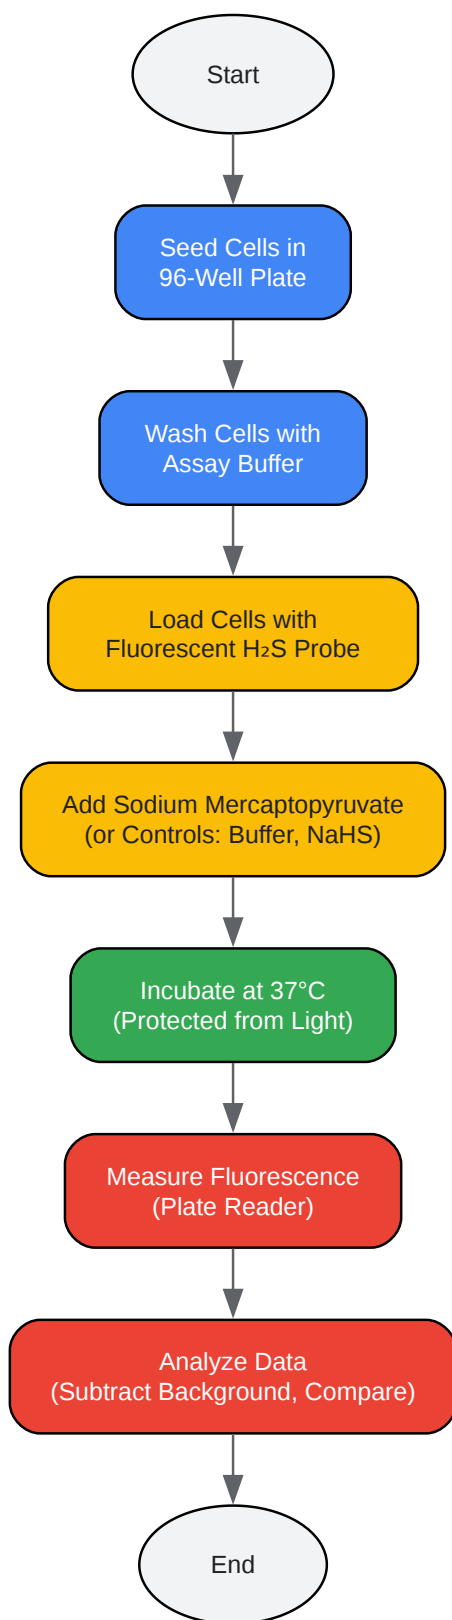 Start
Seed Cells in
96-Well Plate
Wash Cells with
Assay Buffer
Load Cells with
Fluorescent H₂S Probe
Add Sodium Mercaptopyruvate
(or Controls: Buffer, NaHS)
Incubate at 37°C
(Protected from Light)
Measure Fluorescence
(Plate Reader)
Analyze Data
(Subtract Background, Compare)
End